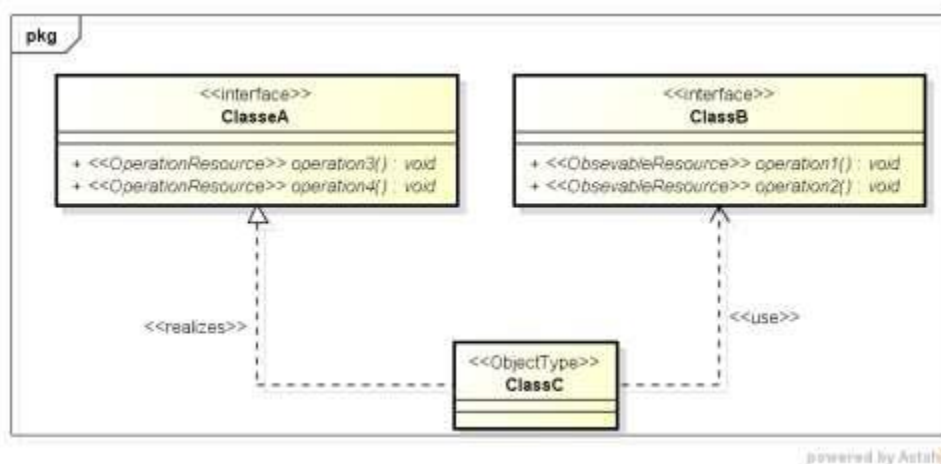 pkg
<<interface>>
ClasseA
+ <<OperationResource>> operation3() : void
+ <<OperationResource>> operation4() : void
<<interface>>
ClassB
+ <<ObsevableResource>> operation1() : void
+ <<ObsevableResource>> operation2() : void
<<realizes>>
<<use>>
<<ObjectType>>
ClassC
powered by Astah